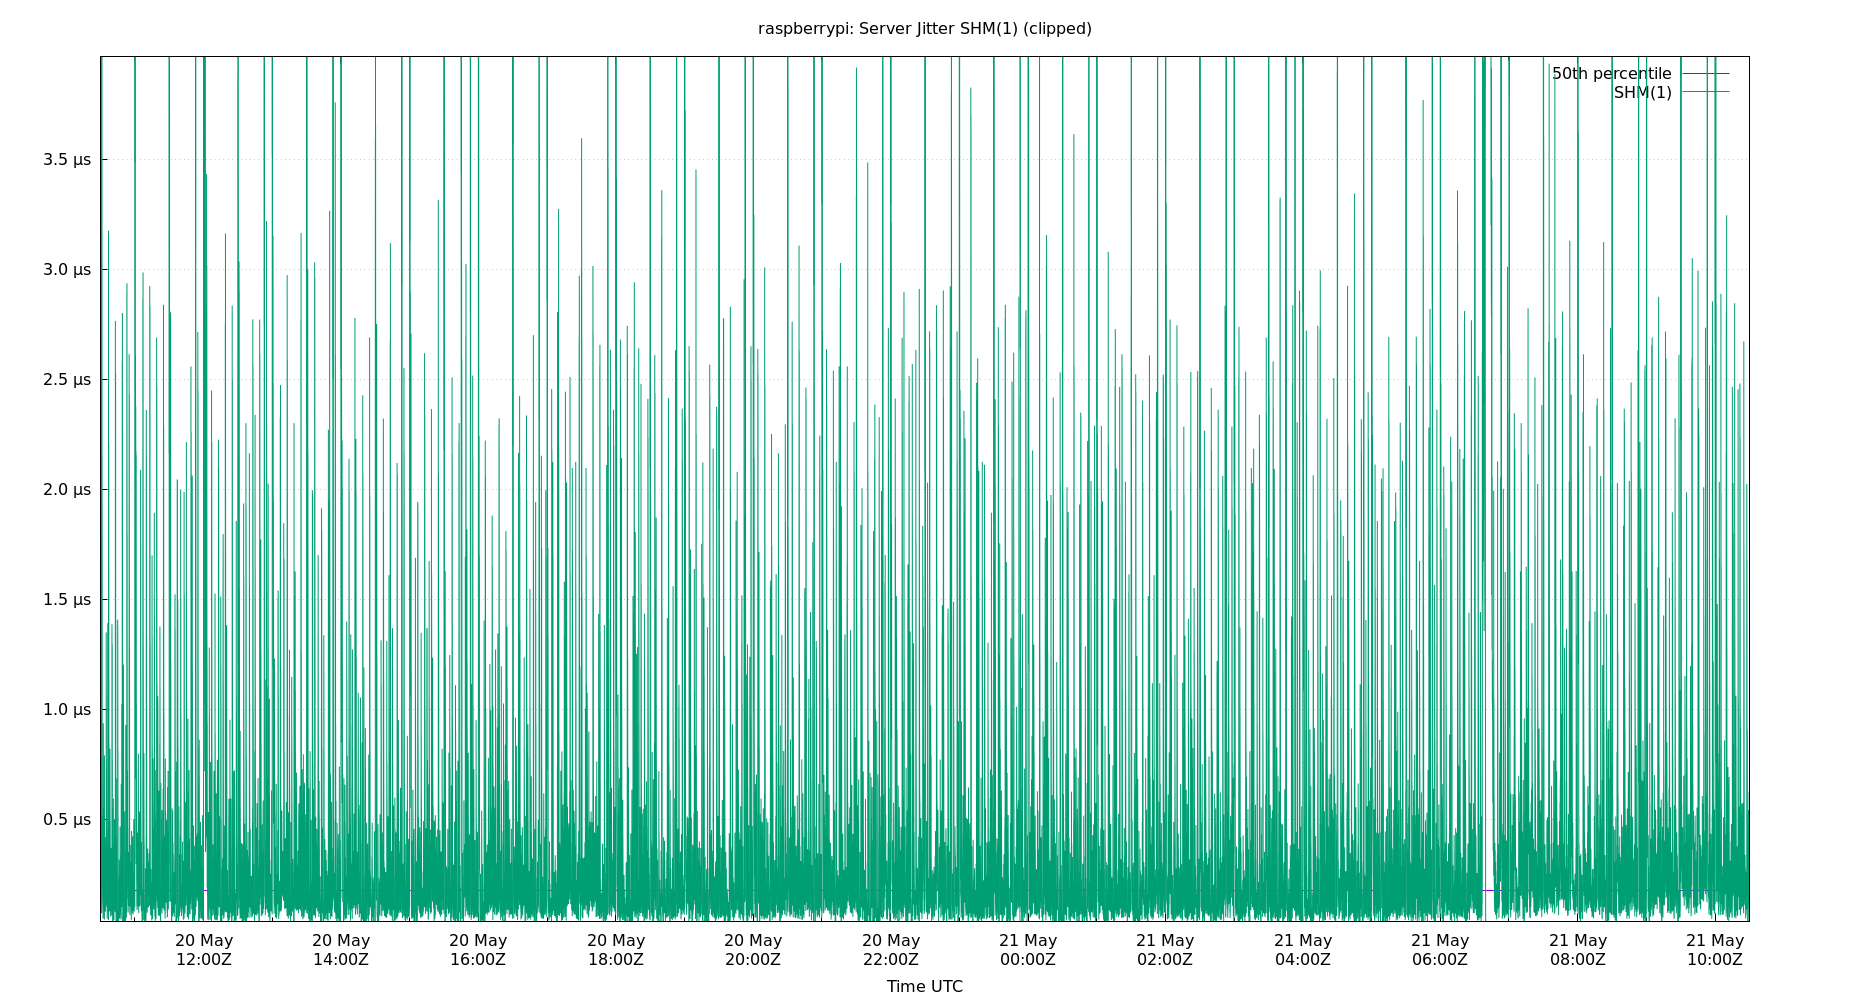 raspberrypi: Server Jitter SHM(1) (clipped)
50th percentile
SHM(1)
3.5 µs
3.0 µs
2.5 µs
2.0 µs
1.5 µs
1.0 µs
0.5 µs
20 May 20 May 20 May 20 May 20 May 20 May 21 May 21 May 21 May 21 May 21 May 21 May
12:00Z 14:00Z 16:00Z 18:00Z 20:00Z 22:00Z 00:00Z 02:00Z 04:00Z 06:00Z 08:00Z 10:00Z
Time UTC